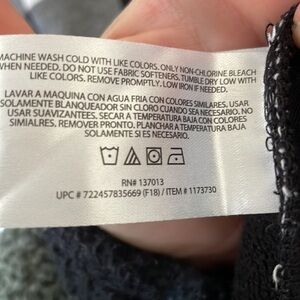 MACHINE WASH COLD WITH LIKE COLORS. ONLY NON-CHLORINE BLEACH
WHEN NEEDED. DO NOT USE FABRIC SOFTENERS. TUMBLE DRY LOW WITH
LIKE COLORS. REMOVE PROMPTLY. LOW IRON IF NEEDED.
LAVAR A MAQUINA CON AGUA FRIA CON COLORES SIMILARES. USAR
SOLAMENTE BLANQUEADOR SIN CLORO CUANDO SEA NECESARIO. NO
USAR SUAVIZANTES. SECAR A TEMPERATURA BAJA CON COLORES
SIMIALRES. REMOVER PRONTO. PLANCHAR A TEMPERATURA BAJA
SOLAMENTE SI ES NECESARIO.
RN# 137013
UPC # 722457835669 (F18) / ITEM # 1173730